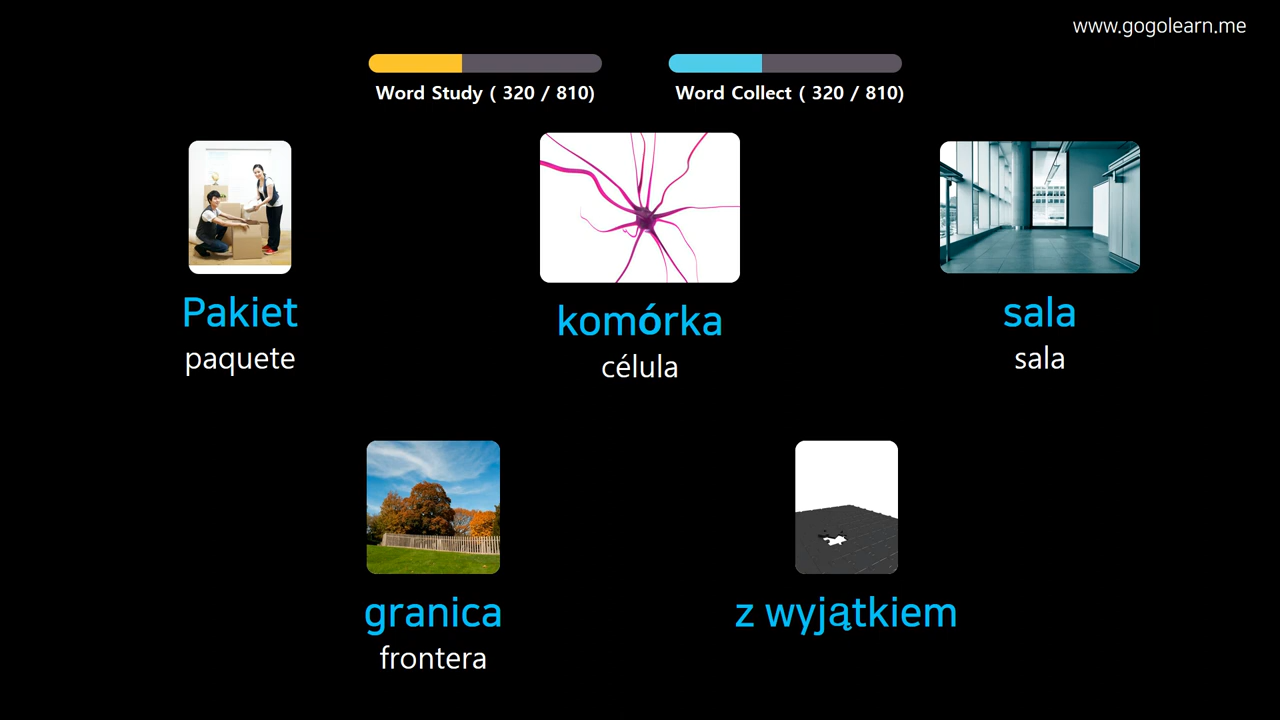 www.gogolearn.me
Word Study ( 320 / 810)
Word Collect ( 320 / 810)
Pakiet
paquete
komórka
célula
sala
sala
granica
frontera
z wyjątkiem